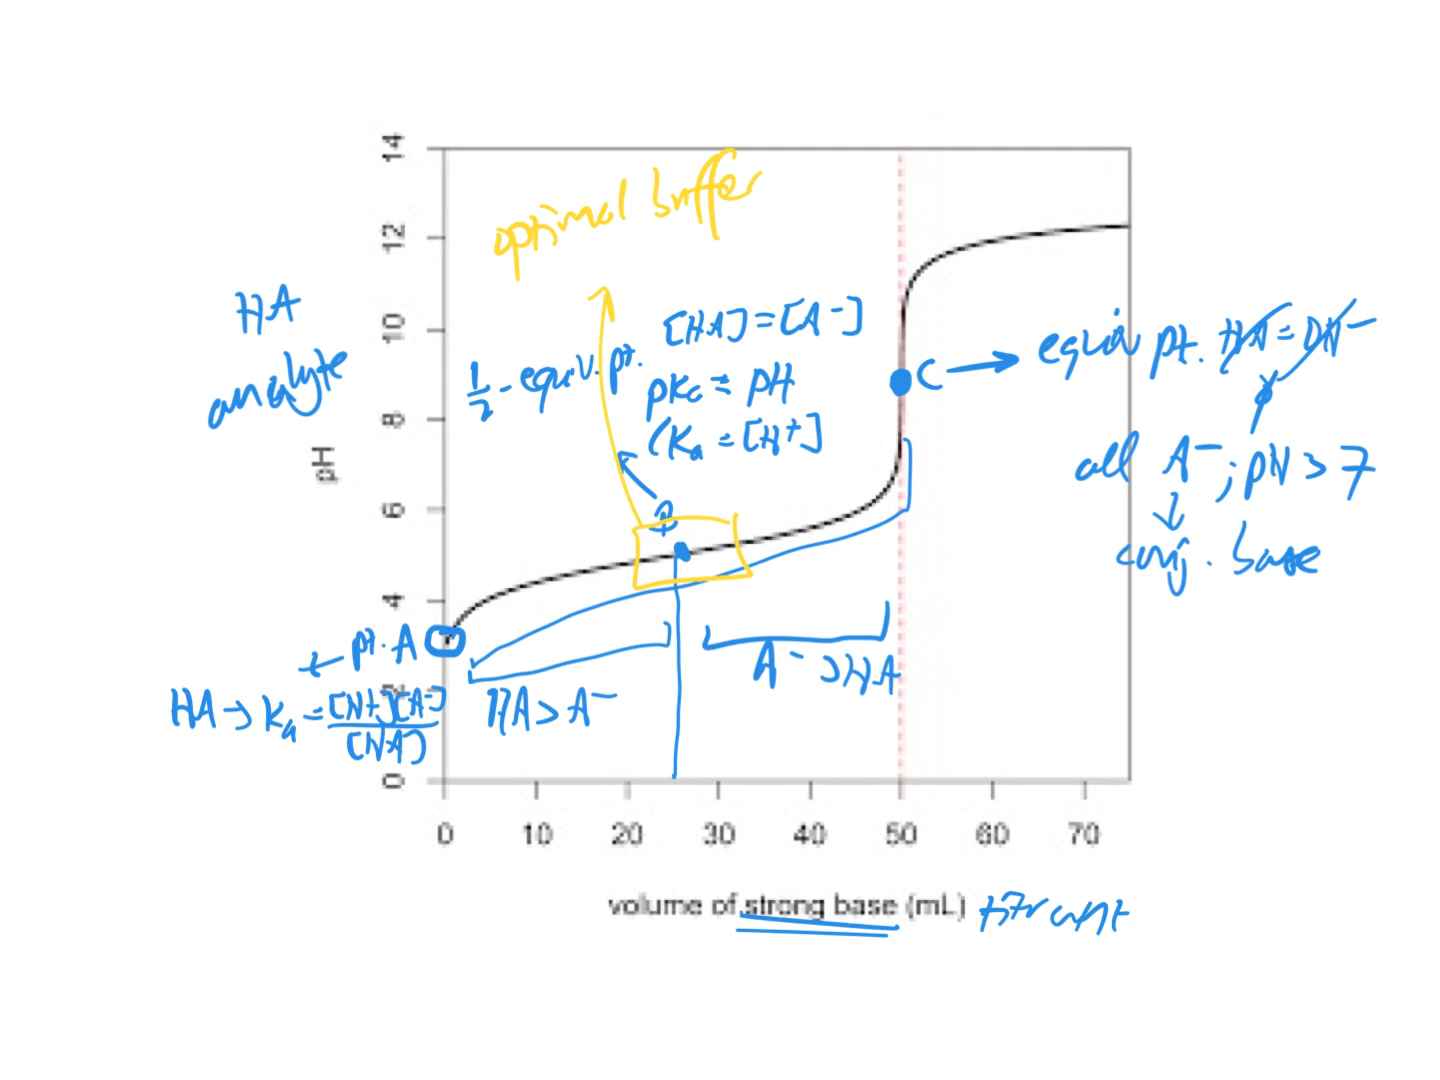 14
12
10
8
6
4
2
0
pH
0 10 20 30 40 50 60 70
volume of strong base (mL) titrant
HA
analyte
optimal buffer
1/2-equiv. pt.
[HA]=[A-]
pKa = pH
(Ka = [H+]
B
C → equiv pt. HA = OH-
all A-; pH > 7
↓
conj. base
← pt. A
HA → Ka = [H+][A-]/[HA]
HA > A-
A- > HA